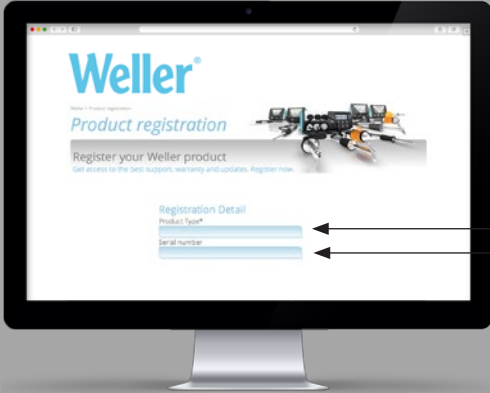 Weller®
Home > Product registration
Product registration
Register your Weller product
Get access to the best support, warranty and updates. Register now.
Registration Detail
Product Type*
Serial number